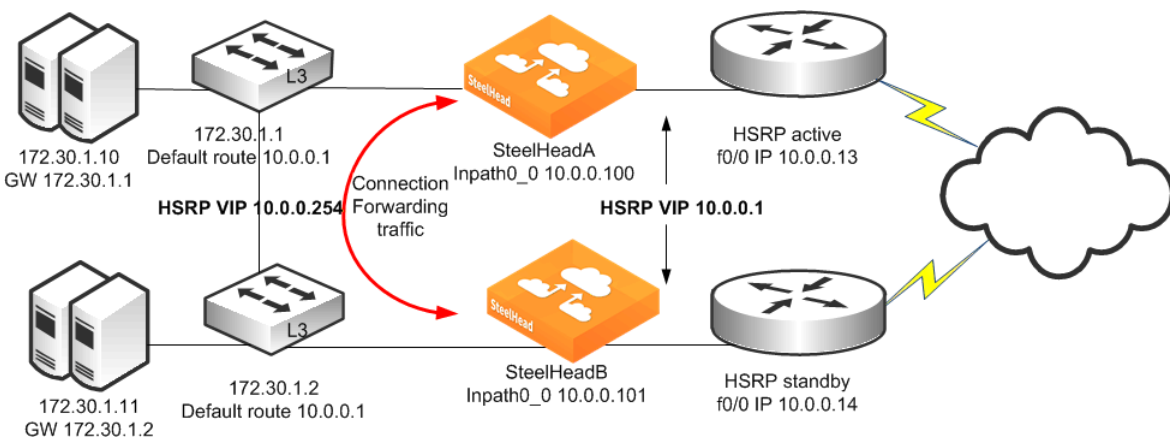 L3
SteelHead
172.30.1.10
GW 172.30.1.1
172.30.1.1
Default route 10.0.0.1
SteelHeadA
Inpath0_0 10.0.0.100
HSRP active
f0/0 IP 10.0.0.13
Connection
Forwarding
traffic
HSRP VIP 10.0.0.254
HSRP VIP 10.0.0.1
L3
SteelHead
172.30.1.11
GW 172.30.1.2
172.30.1.2
Default route 10.0.0.1
SteelHeadB
Inpath0_0 10.0.0.101
HSRP standby
f0/0 IP 10.0.0.14